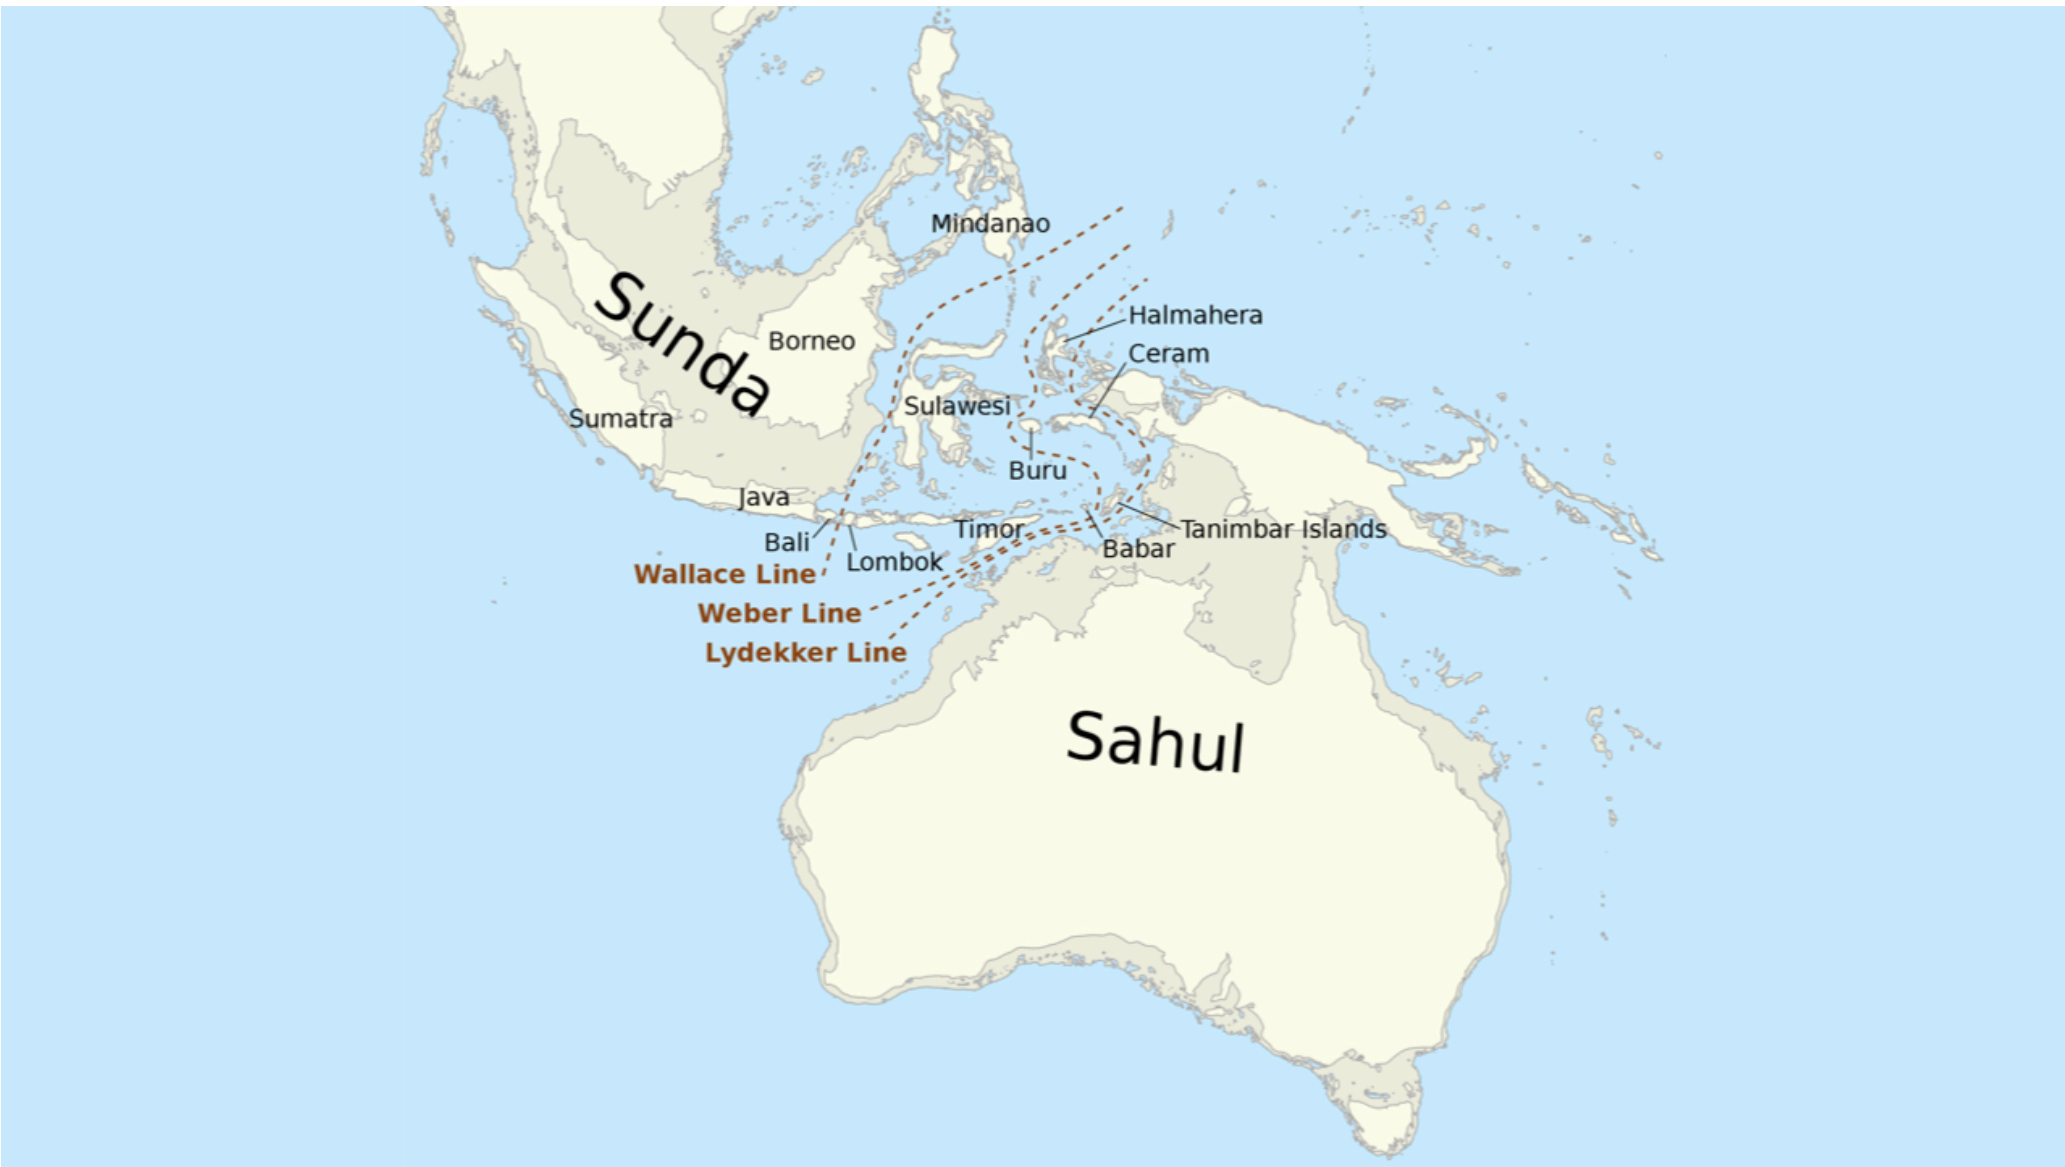 Mindanao
Sunda
Halmahera
Borneo
Ceram
Sulawesi
Sumatra
Buru
Java
Timor
Tanimbar Islands
Bali
Babar
Lombok
Wallace Line
Weber Line
Lydekker Line
Sahul